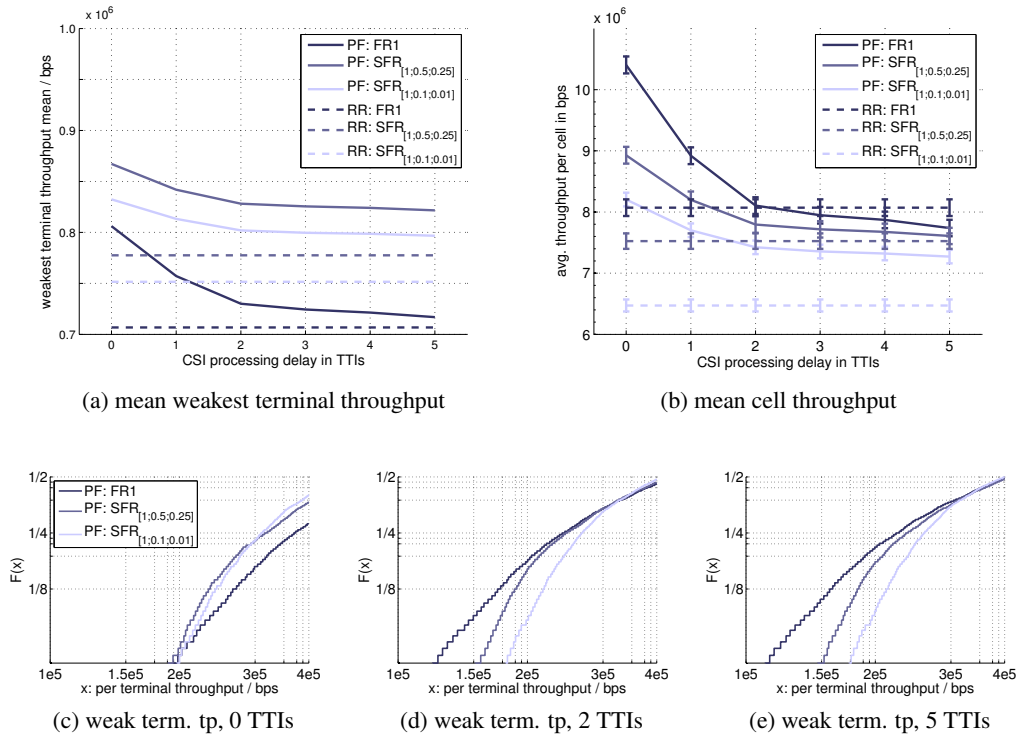 x 10^6
1.0
0.9
0.8
0.7
weakest terminal throughput mean / bps
0 1 2 3 4 5
CSI processing delay in TTIs
PF: FR1
PF: SFR[1;0.5;0.25]
PF: SFR[1;0.1;0.01]
RR: FR1
RR: SFR[1;0.5;0.25]
RR: SFR[1;0.1;0.01]
(a) mean weakest terminal throughput
x 10^6
10
9
8
7
6
avg. throughput per cell in bps
0 1 2 3 4 5
CSI processing delay in TTIs
PF: FR1
PF: SFR[1;0.5;0.25]
PF: SFR[1;0.1;0.01]
RR: FR1
RR: SFR[1;0.5;0.25]
RR: SFR[1;0.1;0.01]
(b) mean cell throughput
1/2
1/4
1/8
F(x)
PF: FR1
PF: SFR[1;0.5;0.25]
PF: SFR[1;0.1;0.01]
1
1e5 1.5e5 2e5 3e5 4e5
x: per terminal throughput / bps
(c) weak term. tp, 0 TTIs
1/2
1/4
1/8
F(x)
1
1e5 1.5e5 2e5 3e5 4e5
x: per terminal throughput / bps
(d) weak term. tp, 2 TTIs
1/2
1/4
1/8
F(x)
1
1e5 1.5e5 2e5 3e5 4e5
x: per terminal throughput / bps
(e) weak term. tp, 5 TTIs